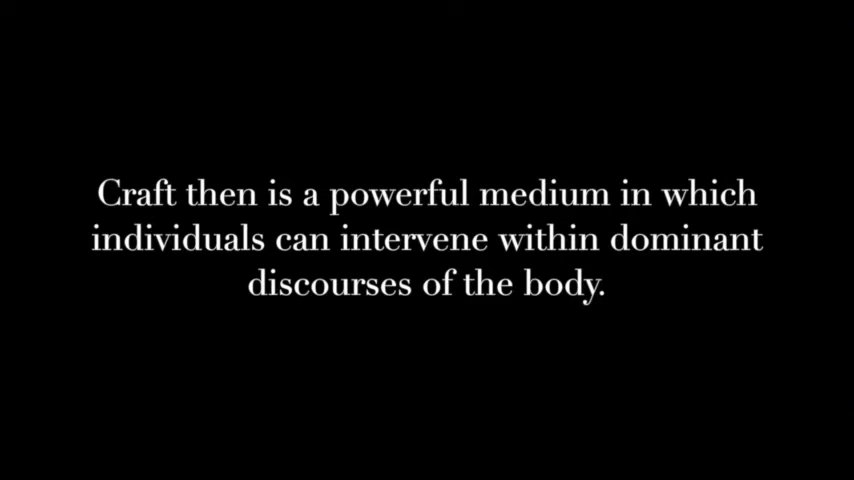 Craft then is a powerful medium in which
individuals can intervene within dominant
discourses of the body.